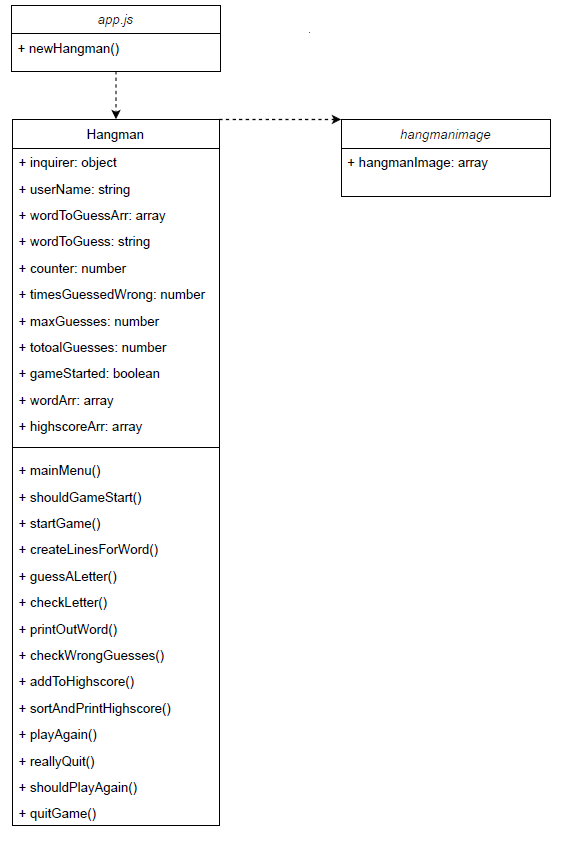 app.js
+ newHangman()
Hangman
+ inquirer: object
+ userName: string
+ wordToGuessArr: array
+ wordToGuess: string
+ counter: number
+ timesGuessedWrong: number
+ maxGuesses: number
+ totoalGuesses: number
+ gameStarted: boolean
+ wordArr: array
+ highscoreArr: array
+ mainMenu()
+ shouldGameStart()
+ startGame()
+ createLinesForWord()
+ guessALetter()
+ checkLetter()
+ printOutWord()
+ checkWrongGuesses()
+ addToHighscore()
+ sortAndPrintHighscore()
+ playAgain()
+ reallyQuit()
+ shouldPlayAgain()
+ quitGame()
hangmanimage
+ hangmanImage: array